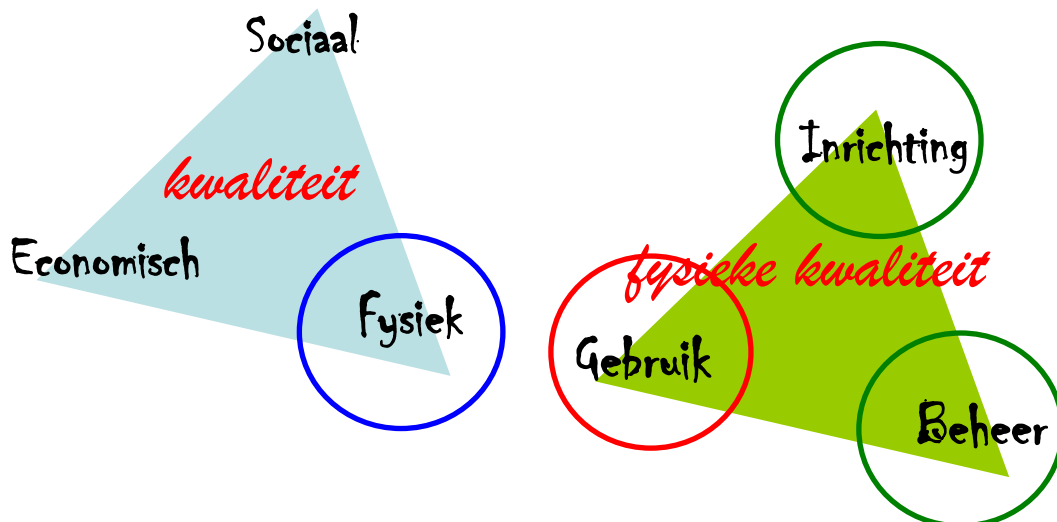 Sociaal
kwaliteit
Economisch
Fysiek
Inrichting
fysieke kwaliteit
Gebruik
Beheer